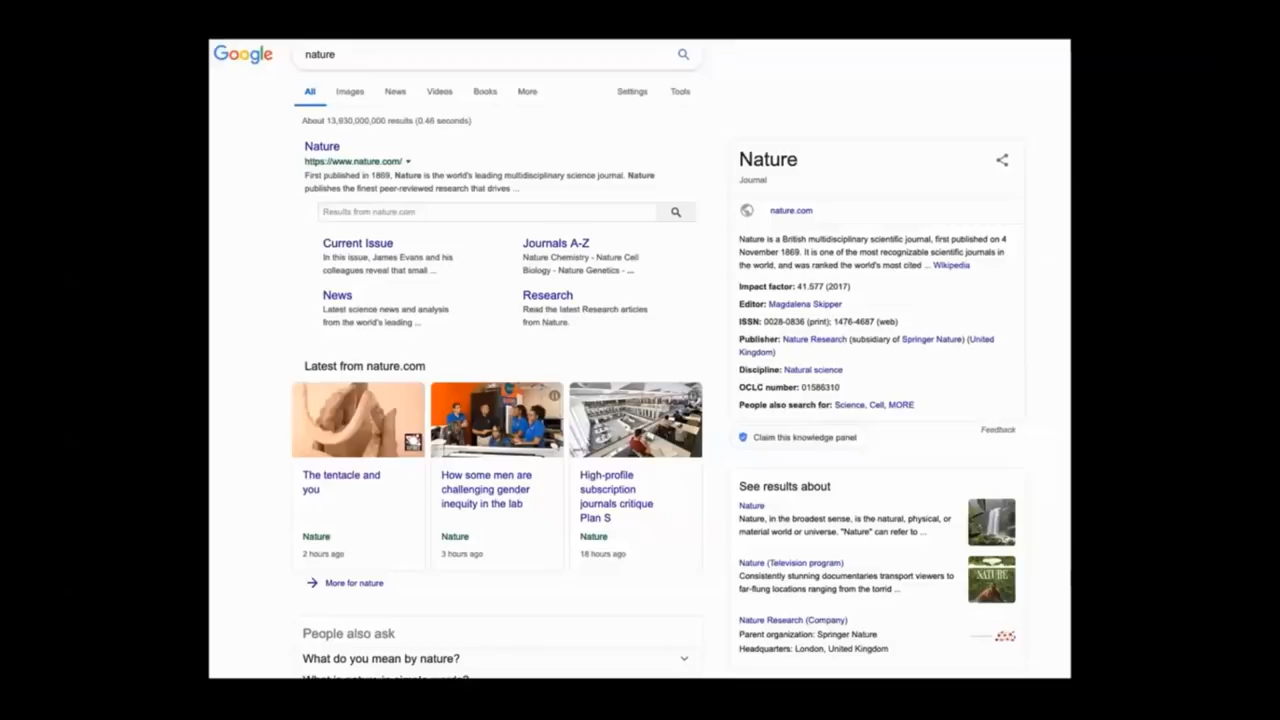 Google
nature
All Images News Videos Books More Settings Tools
About 13,930,000,000 results (0.46 seconds)
Nature
https://www.nature.com/
First published in 1869, Nature is the world's leading multidisciplinary science journal. Nature
publishes the finest peer-reviewed research that drives ...
Results from nature.com
Current Issue
In this issue, James Evans and his
colleagues reveal that small ...
Journals A-Z
Nature Chemistry - Nature Cell
Biology - Nature Genetics - ...
News
Latest science news and analysis
from the world's leading ...
Research
Read the latest Research articles
from Nature.
Latest from nature.com
The tentacle and
you
Nature
2 hours ago
How some men are
challenging gender
inequity in the lab
Nature
3 hours ago
High-profile
subscription
journals critique
Plan S
Nature
18 hours ago
More for nature
People also ask
What do you mean by nature?
What is nature in simple words?
Nature
Journal
nature.com
Nature is a British multidisciplinary scientific journal, first published on 4
November 1869. It is one of the most recognizable scientific journals in
the world, and was ranked the world's most cited ... Wikipedia
Impact factor: 41.577 (2017)
Editor: Magdalena Skipper
ISSN: 0028-0836 (print); 1476-4687 (web)
Publisher: Nature Research (subsidiary of Springer Nature) (United
Kingdom)
Discipline: Natural science
OCLC number: 01586310
People also search for: Science, Cell, MORE
Feedback
Claim this knowledge panel
See results about
Nature
Nature, in the broadest sense, is the natural, physical, or
material world or universe. "Nature" can refer to ...
Nature (Television program)
Consistently stunning documentaries transport viewers to
far-flung locations ranging from the torrid ...
NATURE
Nature Research (Company)
Parent organization: Springer Nature
Headquarters: London, United Kingdom